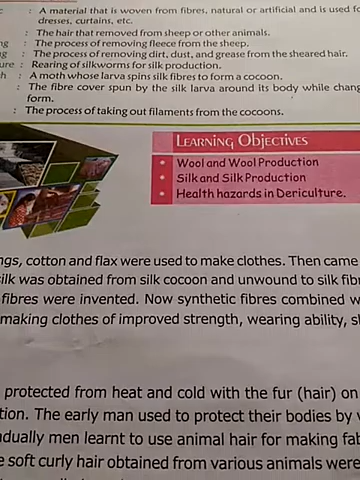 : A material that is woven from fibres, natural or artificial and is used fo
dresses, curtains, etc.
: The hair that removed from sheep or other animals.
ng : The process of removing fleece from the sheep.
ng : The process of removing dirt, dust, and grease from the sheared hair.
ure : Rearing of silkworms for silk production.
th : A moth whose larva spins silk fibres to form a cocoon.
: The fibre cover spun by the silk larva around its body while chang
form.
: The process of taking out filaments from the cocoons.
LEARNING OBJECTIVES
• Wool and Wool Production
• Silk and Silk Production
• Health hazards in Dericulture.
ngs, cotton and flax were used to make clothes. Then came
silk was obtained from silk cocoon and unwound to silk fibr
fibres were invented. Now synthetic fibres combined w
making clothes of improved strength, wearing ability, s
protected from heat and cold with the fur (hair) on
tion. The early man used to protect their bodies by
adually men learnt to use animal hair for making fab
e soft curly hair obtained from various animals were